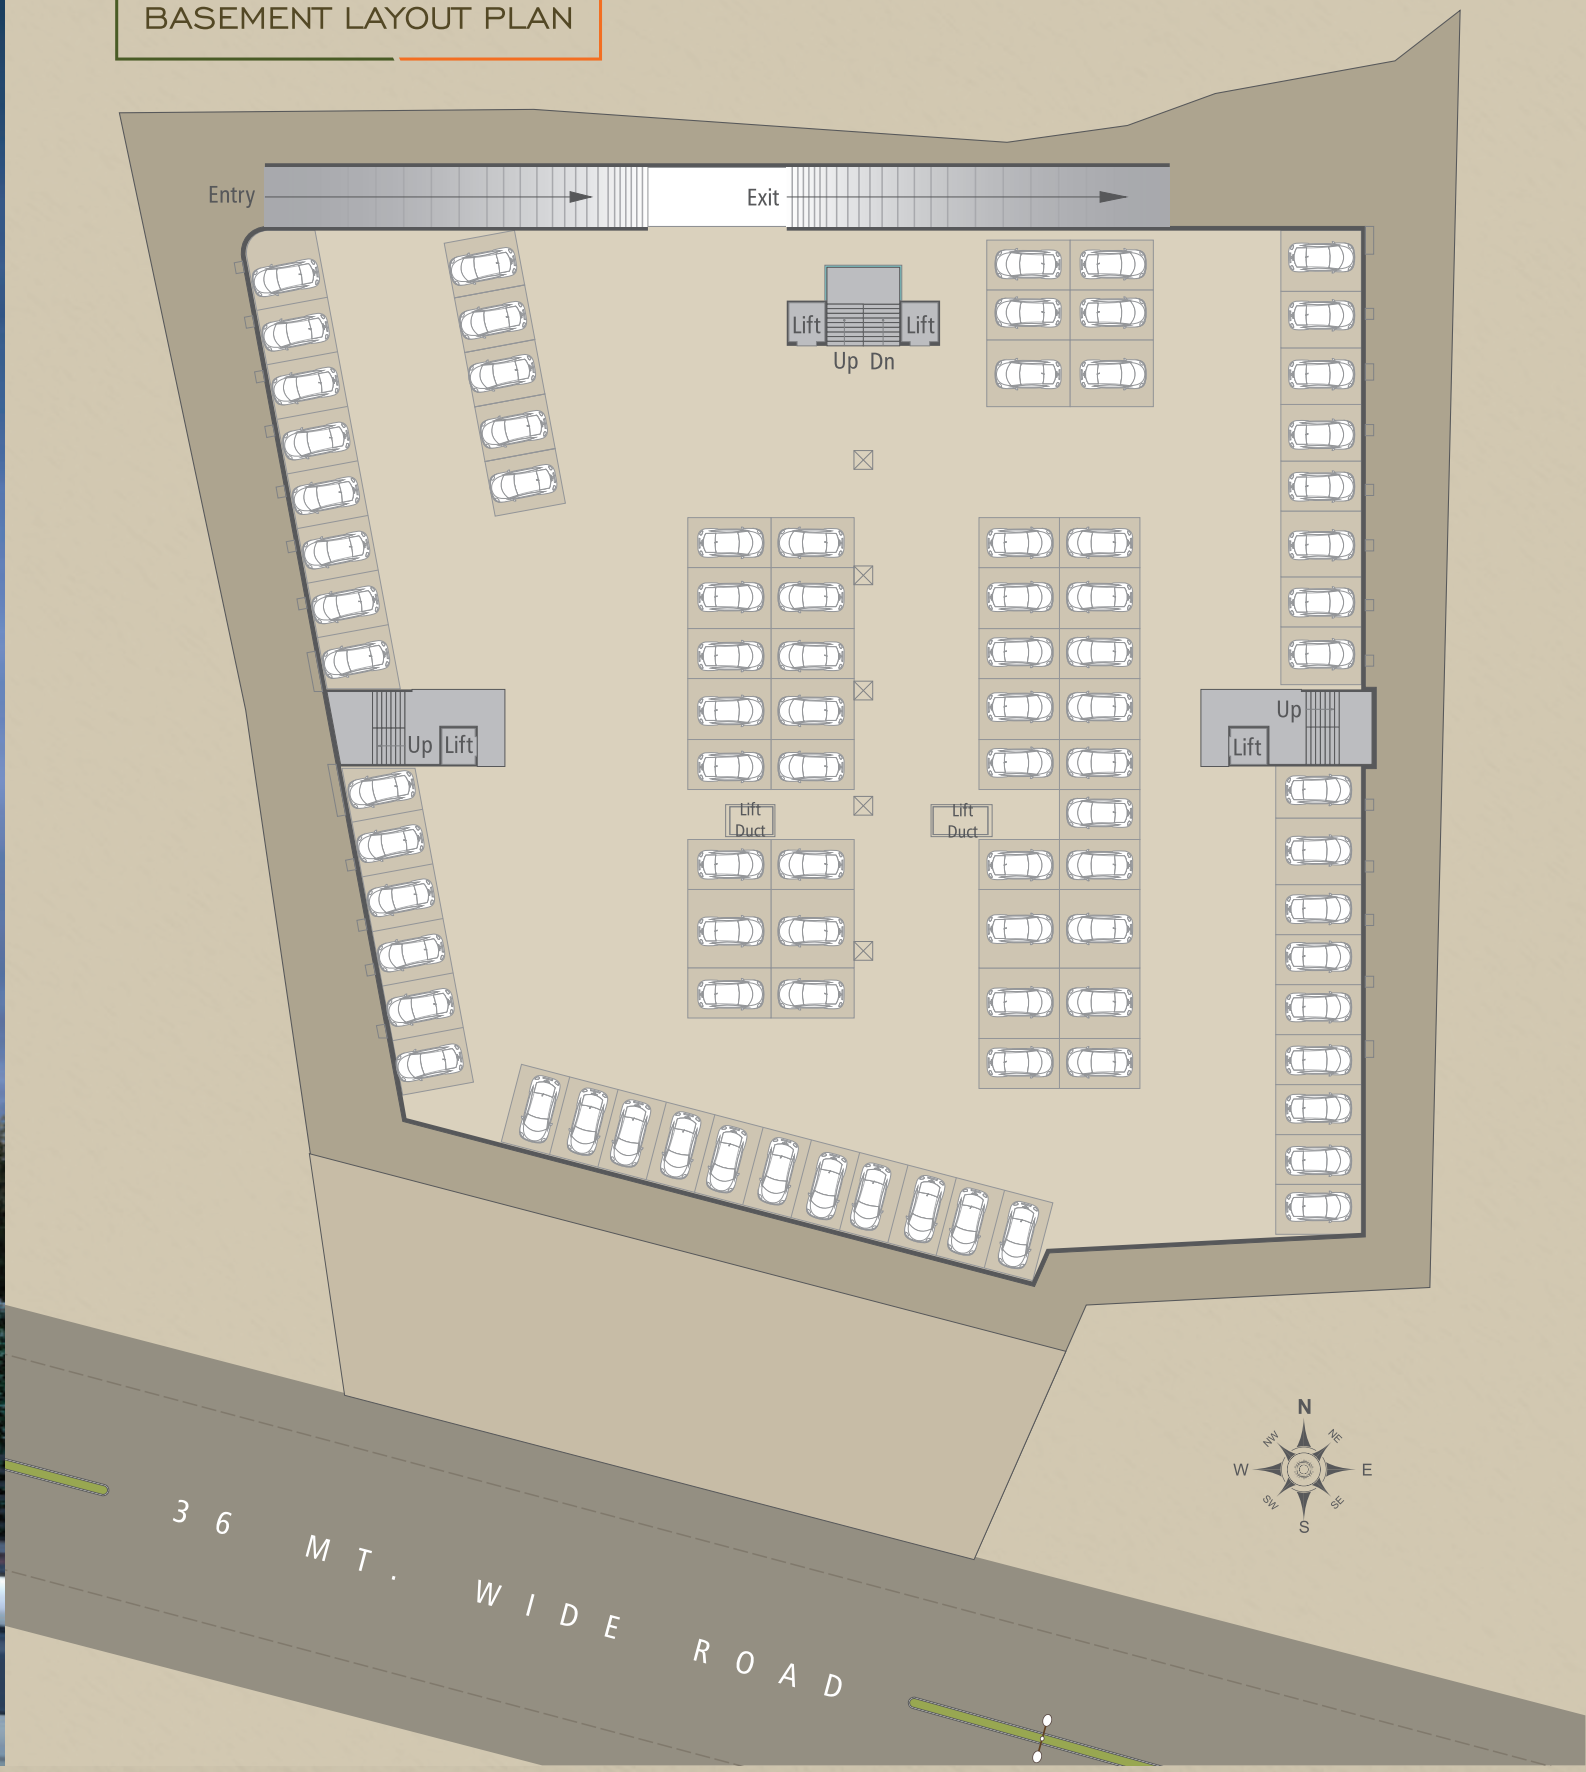 BASEMENT LAYOUT PLAN
Entry
Exit
Lift
Lift
Up Dn
Up
Up
Lift
Lift
Lift
Duct
Lift
Duct
N
NW
NE
W
E
SW
SE
S
36 MT. WIDE ROAD